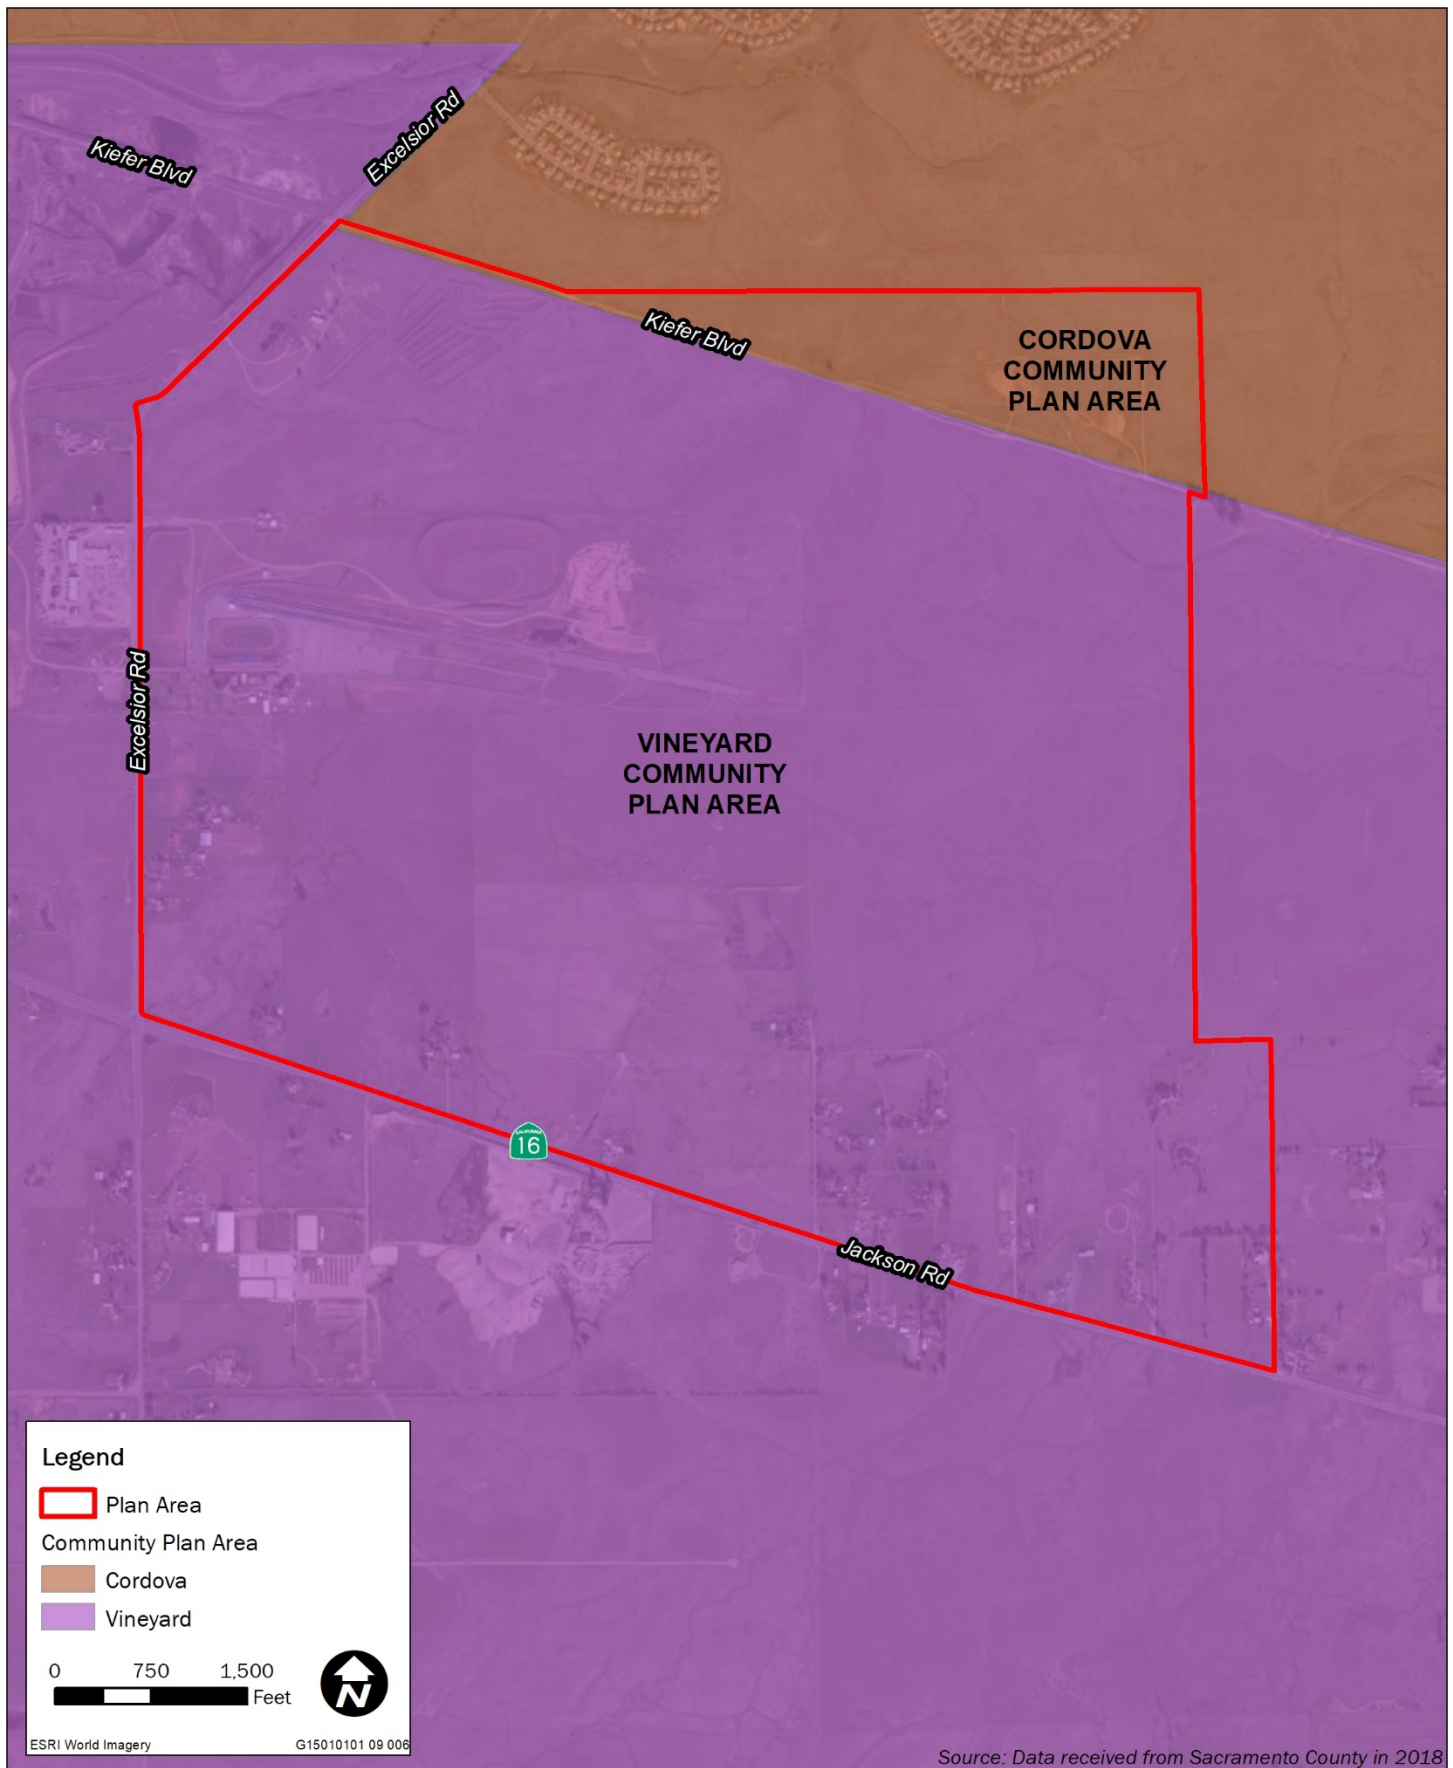 Excelsior Rd
Kiefer Blvd
Kiefer Blvd
CORDOVA
COMMUNITY
PLAN AREA
Excelsior Rd
VINEYARD
COMMUNITY
PLAN AREA
CALIFORNIA
16
Jackson Rd
Legend
Plan Area
Community Plan Area
Cordova
Vineyard
0 750 1,500
Feet
N
ESRI World Imagery G15010101 09 006
Source: Data received from Sacramento County in 2018